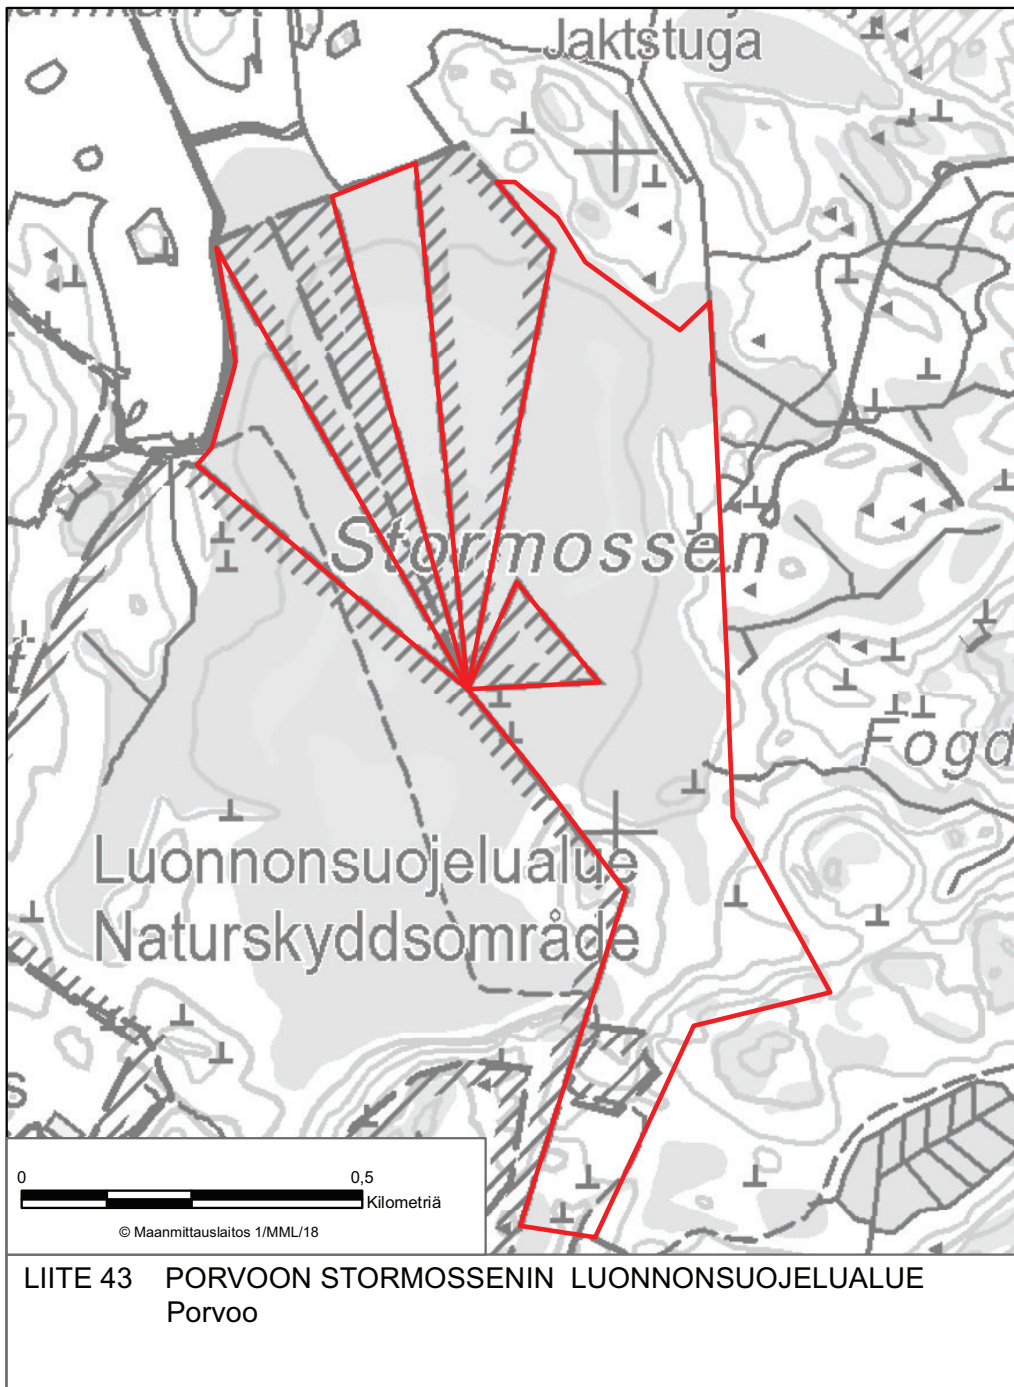 Jaktstuga
Stormossen
Fogd
Luonnonsuojelualue
Naturskyddsområde
s
0 0,5
Kilometriä
© Maanmittauslaitos 1/MML/18
LIITE 43 PORVOON STORMOSSENIN LUONNONSUOJELUALUE
Porvoo